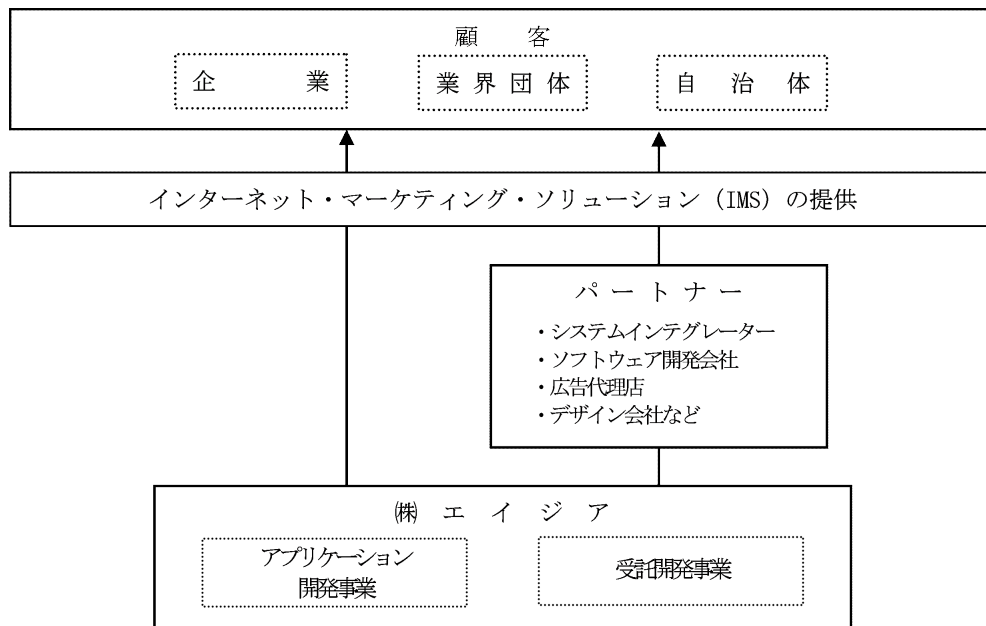 顧客
企業
業界団体
自治体
インターネット・マーケティング・ソリューション（IMS）の提供
パートナー
・システムインテグレーター
・ソフトウェア開発会社
・広告代理店
・デザイン会社など
㈱エイジア
アプリケーション
開発事業
受託開発事業